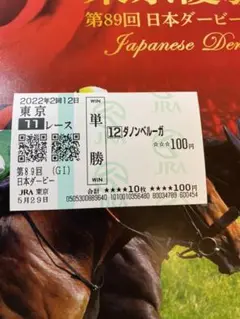 第89回 日本ダービー
Japanese Der
2022年2回12日
東京
11レース
第89回 (GI)
日本ダービー
JRA 東京
5月29日
WIN
単勝
WIN
JRA
12 ダノンベルーガ
☆☆☆100円
合計 ★★★★10枚 ★★★★100円